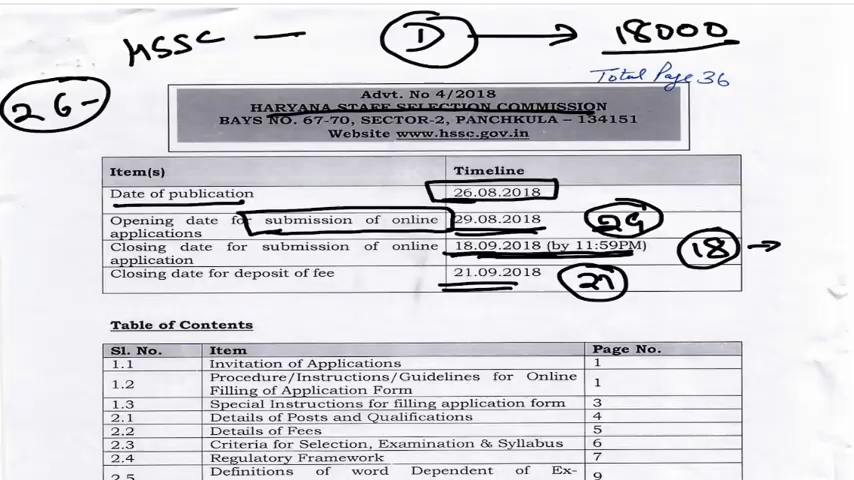 HSSC — D → 18000
Total Page 36
26-
Advt. No 4/2018
HARYANA STAFF SELECTION COMMISSION
BAYS NO. 67-70, SECTOR-2, PANCHKULA – 134151
Website www.hssc.gov.in
Item(s) Timeline
Date of publication 26.08.2018
Opening date for submission of online 29.08.2018 29
applications
Closing date for submission of online 18.09.2018 (by 11:59PM) 18 →
application
Closing date for deposit of fee 21.09.2018
Table of Contents
Sl. No. Item Page No.
1.1 Invitation of Applications 1
1.2 Procedure/Instructions/Guidelines for Online 1
Filling of Application Form
1.3 Special Instructions for filling application form 3
2.1 Details of Posts and Qualifications 4
2.2 Details of Fees 5
2.3 Criteria for Selection, Examination & Syllabus 6
2.4 Regulatory Framework 7
2.5 Definitions of word Dependent of Ex- 9